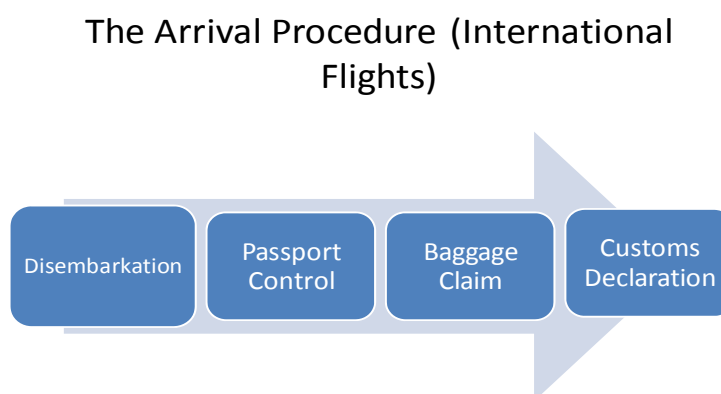 The Arrival Procedure (International
Flights)
Disembarkation
Passport
Control
Baggage
Claim
Customs
Declaration